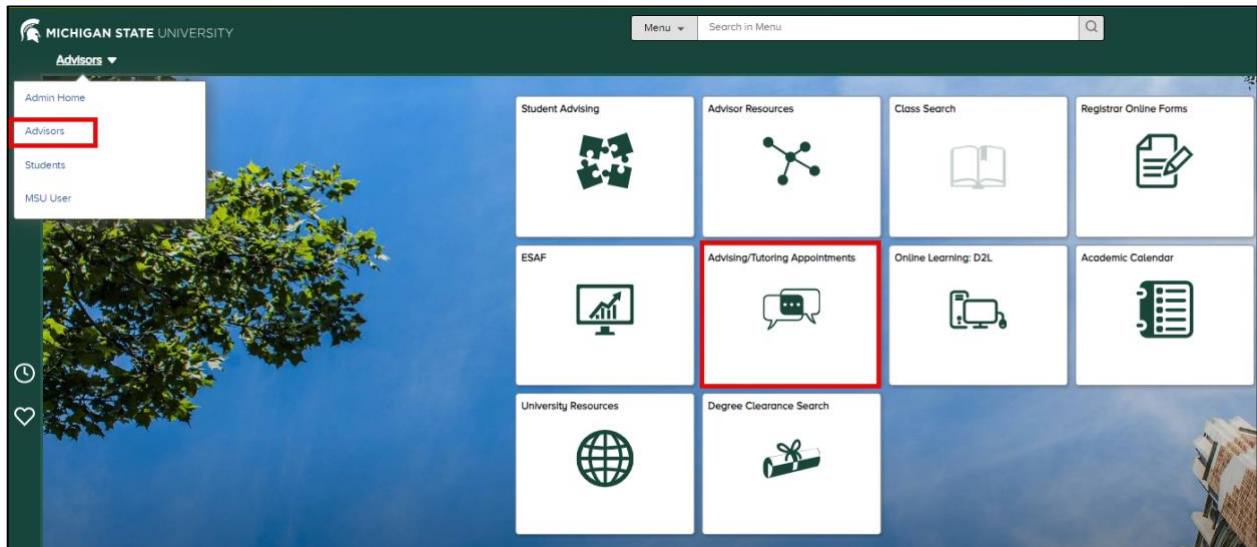 MICHIGAN STATE UNIVERSITY
Menu
Search in Menu
Advisors
Admin Home
Advisors
Students
MSU User
Student Advising
Advisor Resources
Class Search
Registrar Online Forms
ESAF
Advising/Tutoring Appointments
Online Learning: D2L
Academic Calendar
University Resources
Degree Clearance Search